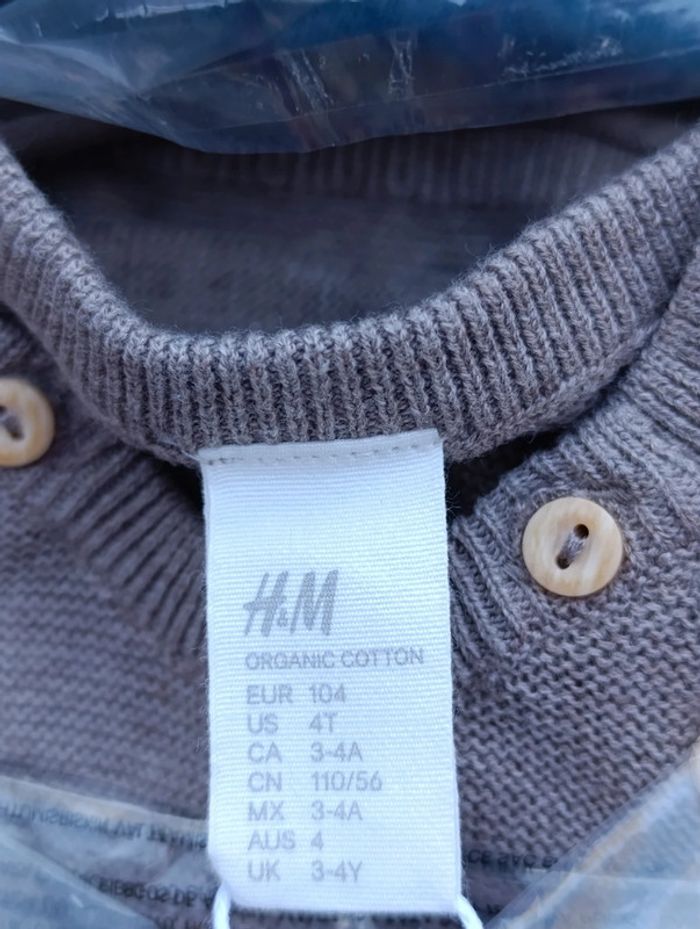 H&M
ORGANIC COTTON
EUR 104
US 4T
CA 3-4A
CN 110/56
MX 3-4A
AUS 4
UK 3-4Y